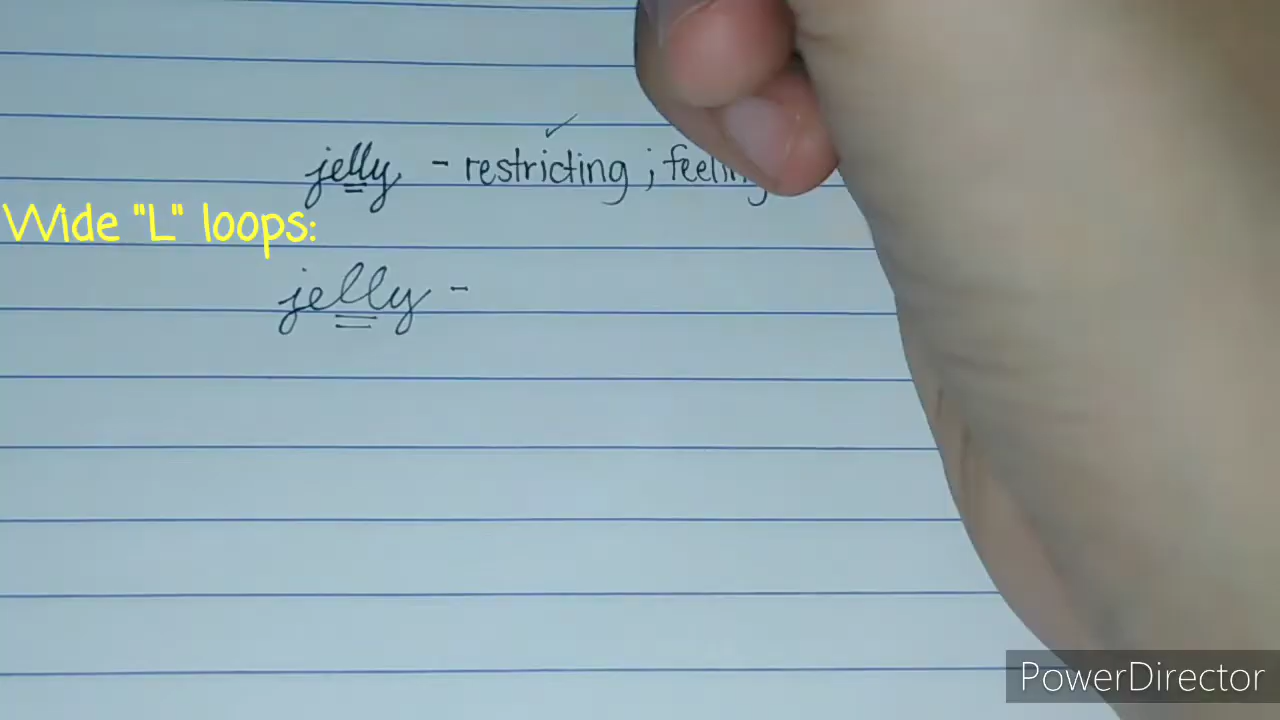 jelly - restricting ; feeling
Wide "L" loops:
jelly -
PowerDirector